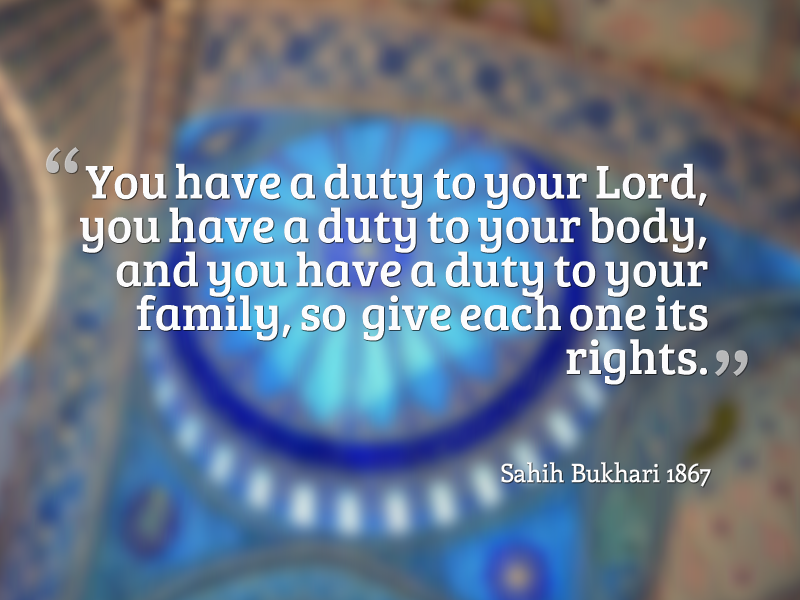 “You have a duty to your Lord,
you have a duty to your body,
and you have a duty to your
family, so give each one its
rights.”
Sahih Bukhari 1867